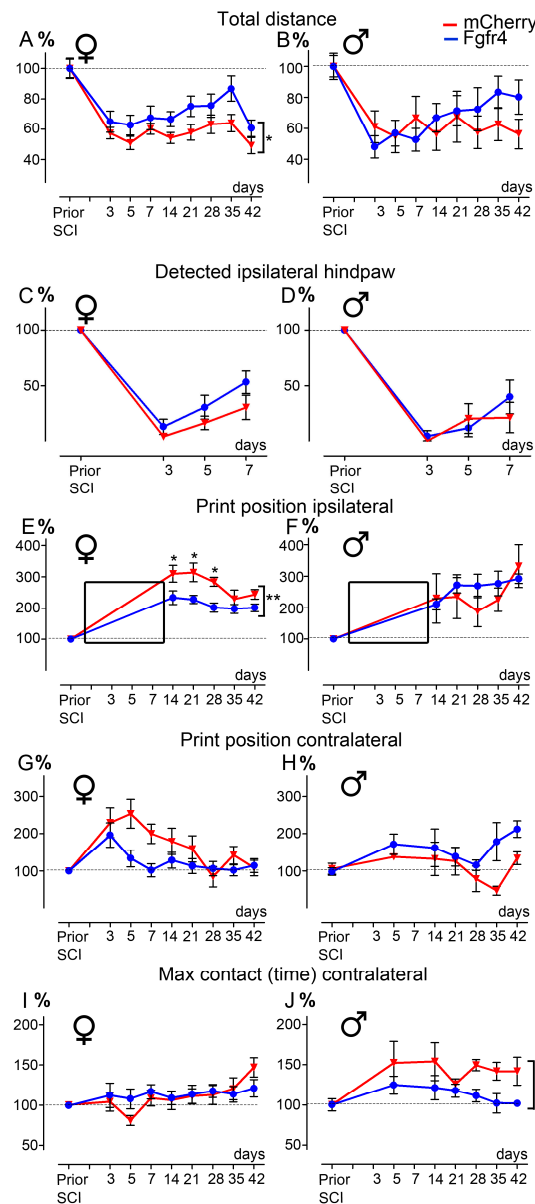 Total distance
mCherry
Fgfr4
A % ♀
100
80
60
40
*
days
Prior SCI 3 5 7 14 21 28 35 42
B % ♂
100
80
60
40
days
Prior SCI 3 5 7 14 21 28 35 42
Detected ipsilateral hindpaw
C % ♀
100
50
days
Prior SCI 3 5 7
D % ♂
100
50
days
Prior SCI 3 5 7
Print position ipsilateral
E % ♀
400
300
200
100
* * *
**
days
Prior SCI 3 5 7 14 21 28 35 42
F % ♂
400
300
200
100
days
Prior SCI 3 5 7 14 21 28 35 42
Print position contralateral
G % ♀
300
200
100
days
Prior SCI 3 5 7 14 21 28 35 42
H % ♂
300
200
100
days
Prior SCI 3 5 7 14 21 28 35 42
Max contact (time) contralateral
I % ♀
200
150
100
50
days
Prior SCI 3 5 7 14 21 28 35 42
J % ♂
200
150
100
50
days
Prior SCI 3 5 7 14 21 28 35 42